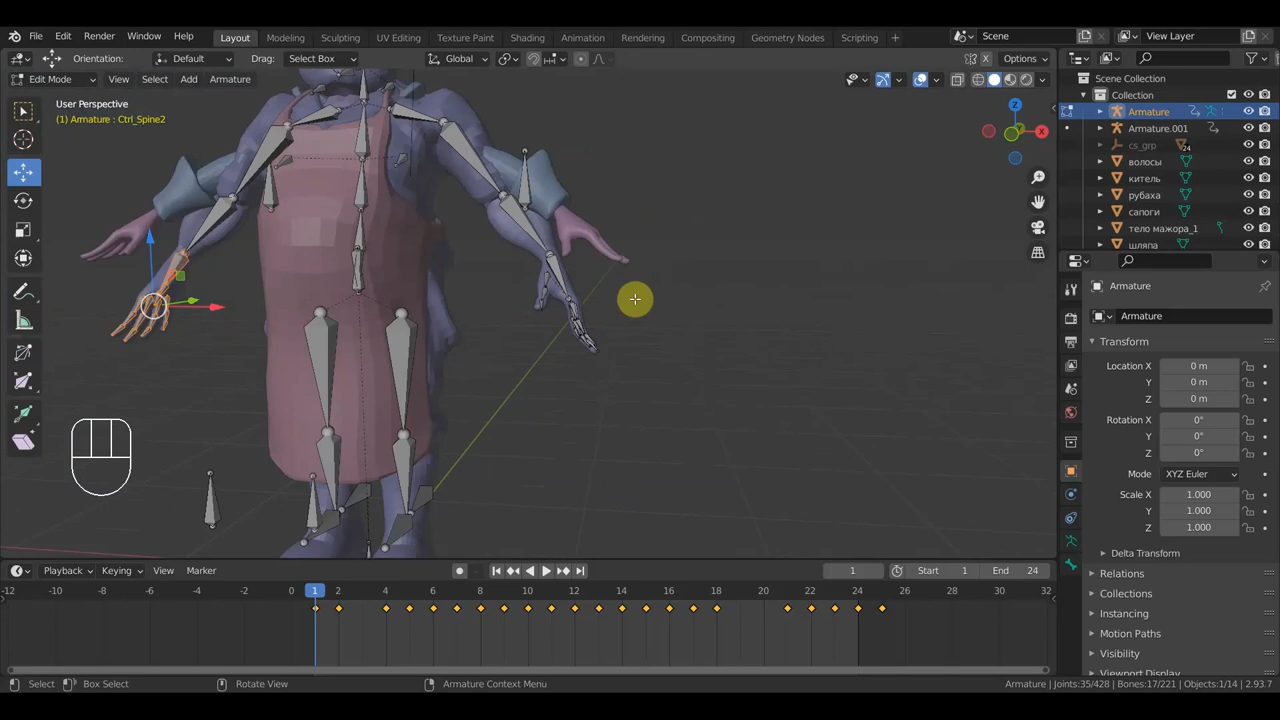 File Edit Render Window Help Layout Modeling Sculpting UV Editing Texture Paint Shading Animation Rendering Compositing Geometry Nodes Scripting + Scene View Layer
Orientation: Default Drag: Select Box Global Options
Edit Mode View Select Add Armature
User Perspective
(1) Armature : Ctrl_Spine2
Z
X
Scene Collection
Collection
Armature
Armature.001
cs_grp 24
волосы
китель
рубаха
сапоги
тело мажора_1
шляпа
Armature
Armature
Transform
Location X 0 m
Y 0 m
Z 0 m
Rotation X 0°
Y 0°
Z 0°
Mode XYZ Euler
Scale X 1.000
Y 1.000
Z 1.000
Delta Transform
Relations
Collections
Instancing
Motion Paths
Visibility
Viewport Display
Playback Keying View Marker 1 Start 1 End 24
-12 -10 -8 -6 -4 -2 0 1 2 4 6 8 10 12 14 16 18 20 22 24 26 28 30 32
Select Box Select Rotate View Armature Context Menu Armature | Joints:35/428 | Bones:17/221 | Objects:1/14 | 2.93.7